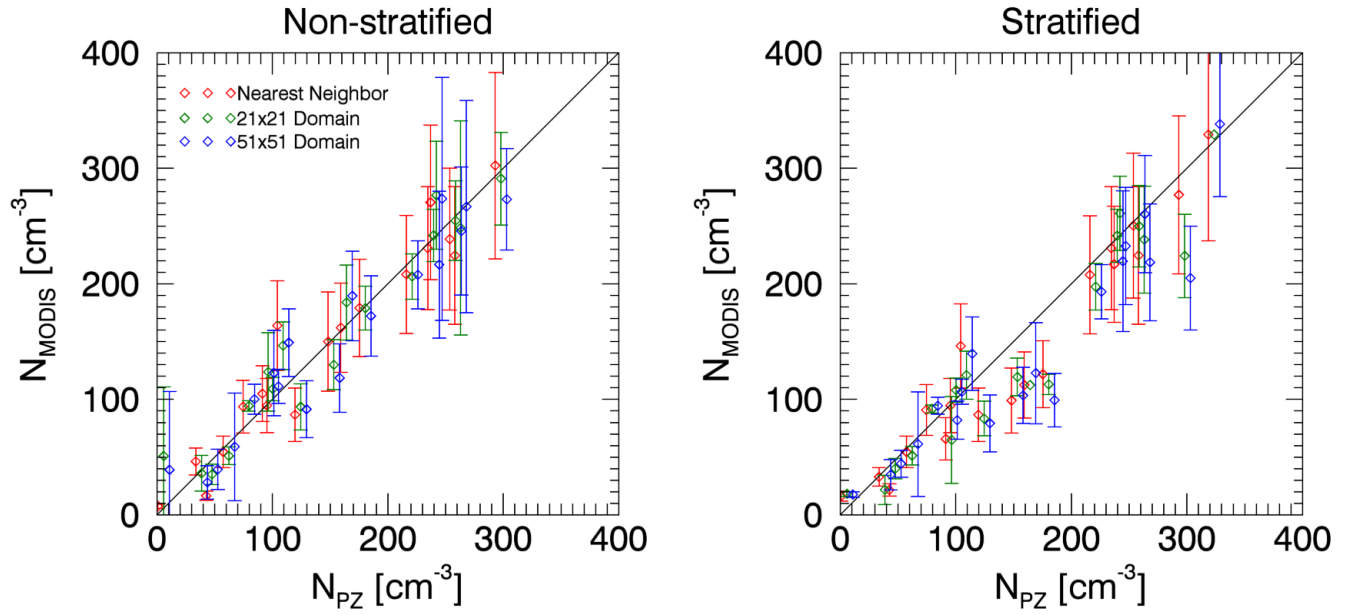 Non-stratified
400
300
200
100
0
N_MODIS [cm^-3]
Nearest Neighbor
21x21 Domain
51x51 Domain
0 100 200 300 400
N_PZ [cm^-3]
Stratified
400
300
200
100
0
N_MODIS [cm^-3]
0 100 200 300 400
N_PZ [cm^-3]